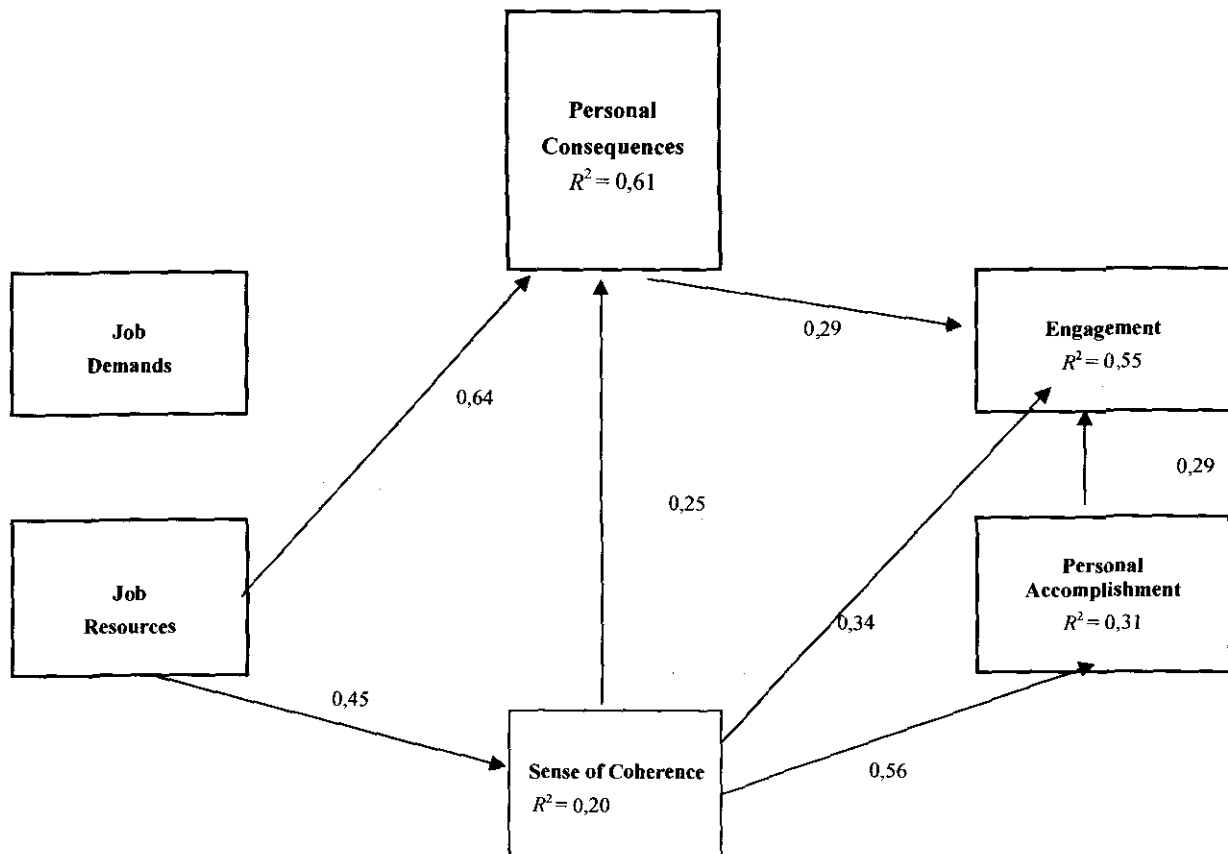 Personal
Consequences
R² = 0,61
Job
Demands
0,29
Engagement
R² = 0,55
0,64
0,29
0,25
Job
Resources
Personal
Accomplishment
R² = 0,31
0,34
0,45
Sense of Coherence
R² = 0,20
0,56